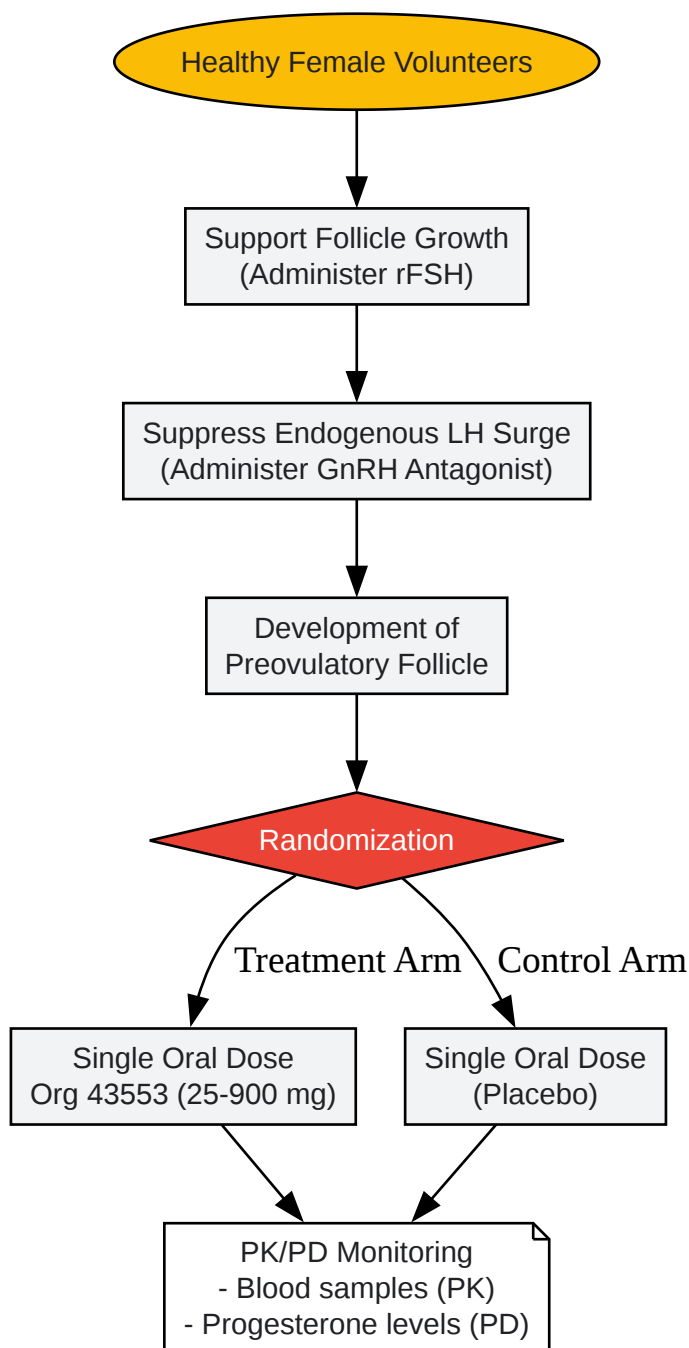 Healthy Female Volunteers
Support Follicle Growth
(Administer rFSH)
Suppress Endogenous LH Surge
(Administer GnRH Antagonist)
Development of
Preovulatory Follicle
Randomization
Treatment Arm
Control Arm
Single Oral Dose
Org 43553 (25-900 mg)
Single Oral Dose
(Placebo)
PK/PD Monitoring
- Blood samples (PK)
- Progesterone levels (PD)